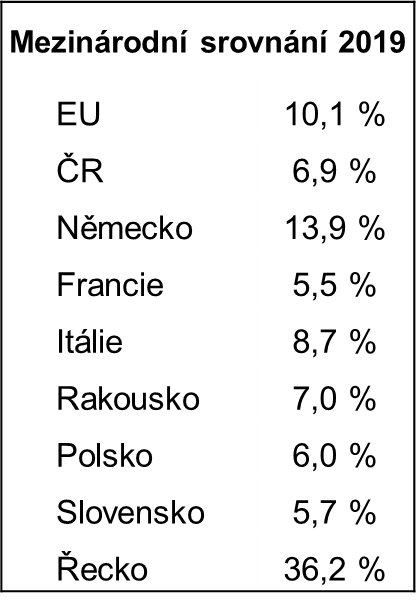 Mezinárodní srovnání 2019
EU 10,1 %
ČR 6,9 %
Německo 13,9 %
Francie 5,5 %
Itálie 8,7 %
Rakousko 7,0 %
Polsko 6,0 %
Slovensko 5,7 %
Řecko 36,2 %